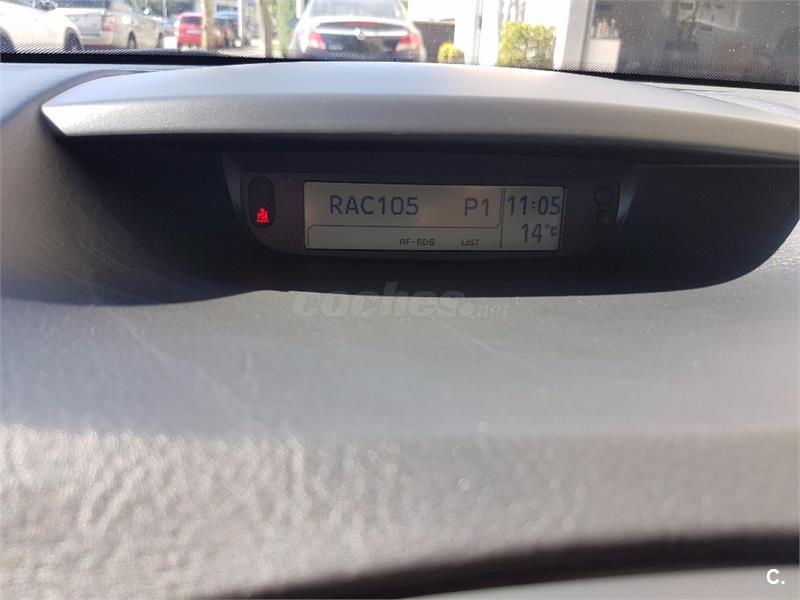 RAC105 P1 11:05
14°C
AF-RDS LIST
coches.net
C.